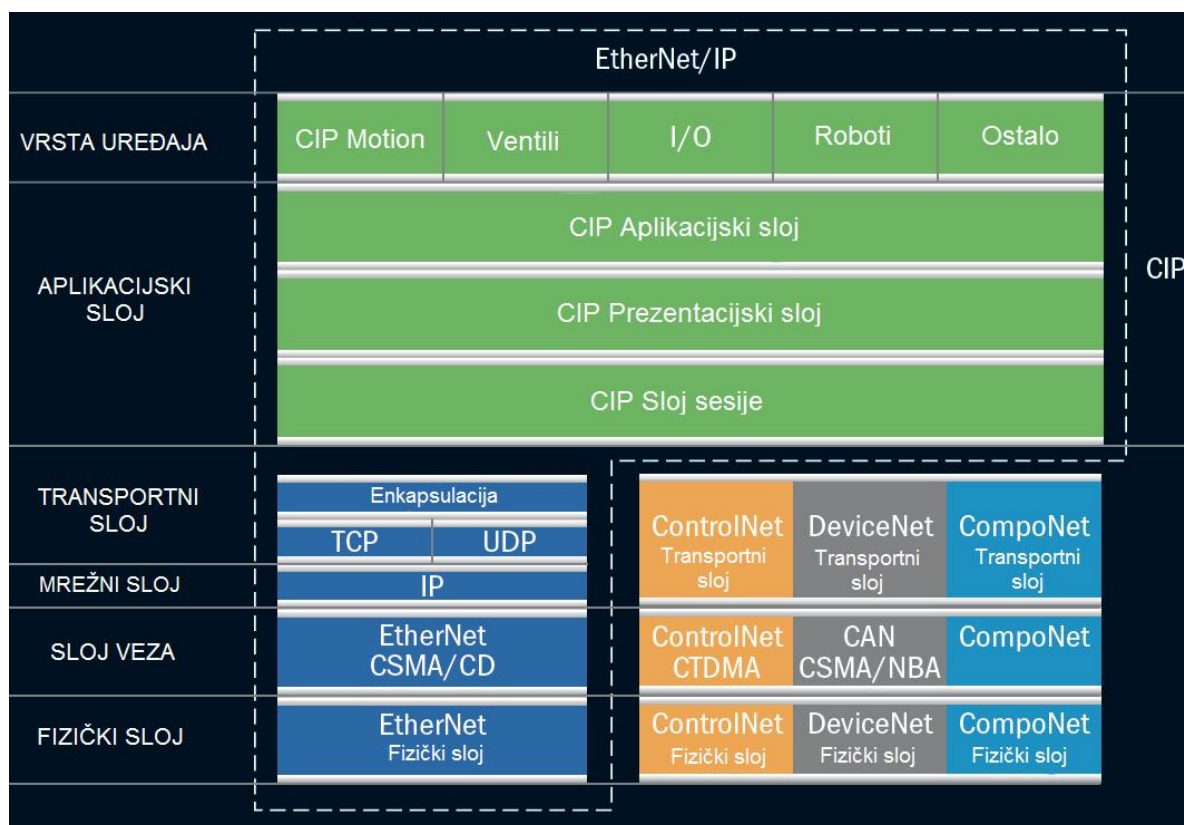 EtherNet/IP
VRSTA UREĐAJA
CIP Motion
Ventili
I/O
Roboti
Ostalo
APLIKACIJSKI
SLOJ
CIP Aplikacijski sloj
CIP Prezentacijski sloj
CIP Sloj sesije
CIP
TRANSPORTNI
SLOJ
Enkapsulacija
TCP
UDP
MREŽNI SLOJ
IP
ControlNet
Transportni
sloj
DeviceNet
Transportni
sloj
CompoNet
Transportni
sloj
SLOJ VEZA
EtherNet
CSMA/CD
ControlNet
CTDMA
CAN
CSMA/NBA
CompoNet
FIZIČKI SLOJ
EtherNet
Fizički sloj
ControlNet
Fizički sloj
DeviceNet
Fizički sloj
CompoNet
Fizički sloj